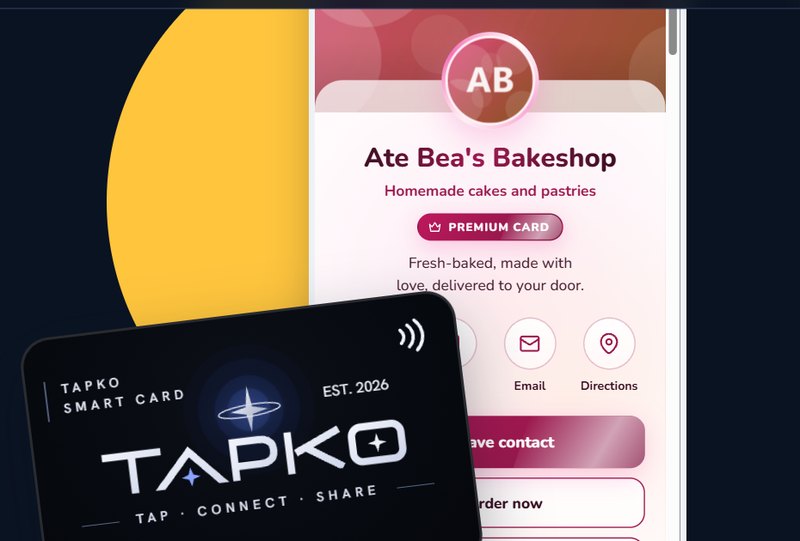 AB
Ate Bea's Bakeshop
Homemade cakes and pastries
PREMIUM CARD
Fresh-baked, made with
love, delivered to your door.
Email
Directions
ave contact
rder now
TAPKO
SMART CARD
EST. 2026
TAPKO
TAP · CONNECT · SHARE